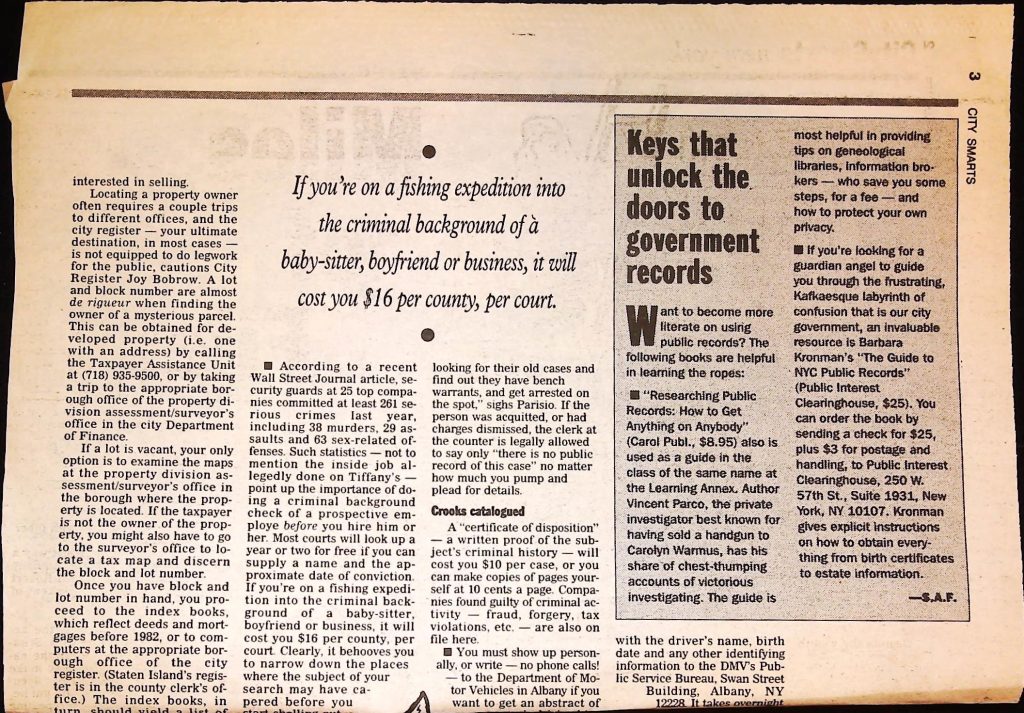 3
CITY SMARTS
interested in selling.
Locating a property owner
often requires a couple trips
to different offices, and the
city register — your ultimate
destination, in most cases —
is not equipped to do legwork
for the public, cautions City
Register Joy Bobrow. A lot
and block number are almost
de rigueur when finding the
owner of a mysterious parcel.
This can be obtained for de-
veloped property (i.e. one
with an address) by calling
the Taxpayer Assistance Unit
at (718) 935-9500, or by taking
a trip to the appropriate bor-
ough office of the property di-
vision assessment/surveyor's
office in the city Department
of Finance.
If a lot is vacant, your only
option is to examine the maps
at the property division as-
sessment/surveyor's office in
the borough where the prop-
erty is located. If the taxpayer
is not the owner of the prop-
erty, you might also have to go
to the surveyor's office to lo-
cate a tax map and discern
the block and lot number.
Once you have block and
lot number in hand, you pro-
ceed to the index books,
which reflect deeds and mort-
gages before 1982, or to com-
puters at the appropriate bor-
ough office of the city
register. (Staten Island's regis-
ter is in the county clerk's of-
fice.) The index books, in
turn, should yield a list of
If you're on a fishing expedition into
the criminal background of à
baby-sitter, boyfriend or business, it will
cost you $16 per county, per court.
■ According to a recent
Wall Street Journal article, se-
curity guards at 25 top compa-
nies committed at least 261 se-
rious crimes last year,
including 38 murders, 29 as-
saults and 63 sex-related of-
fenses. Such statistics — not to
mention the inside job al-
legedly done on Tiffany's —
point up the importance of do-
ing a criminal background
check of a prospective em-
ploye before you hire him or
her. Most courts will look up a
year or two for free if you can
supply a name and the ap-
proximate date of conviction.
If you're on a fishing expedi-
tion into the criminal back-
ground of a baby-sitter,
boyfriend or business, it will
cost you $16 per county, per
court. Clearly, it behooves you
to narrow down the places
where the subject of your
search may have ca-
pered before you
start shelling out
looking for their old cases and
find out they have bench
warrants, and get arrested on
the spot," sighs Parisio. If the
person was acquitted, or had
charges dismissed, the clerk at
the counter is legally allowed
to say only "there is no public
record of this case" no matter
how much you pump and
plead for details.
Crooks catalogued
A "certificate of disposition"
— a written proof of the sub-
ject's criminal history — will
cost you $10 per case, or you
can make copies of pages your-
self at 10 cents a page. Compa-
nies found guilty of criminal ac-
tivity — fraud, forgery, tax
violations, etc. — are also on
file here.
■ You must show up person-
ally, or write — no phone calls!
— to the Department of Mo-
tor Vehicles in Albany if you
want to get an abstract of
Keys that
unlock the
doors to
government
records
Want to become more
literate on using
public records? The
following books are helpful
in learning the ropes:
■ "Researching Public
Records: How to Get
Anything on Anybody"
(Carol Publ., $8.95) also is
used as a guide in the
class of the same name at
the Learning Annex. Author
Vincent Parco, the private
investigator best known for
having sold a handgun to
Carolyn Warmus, has his
share of chest-thumping
accounts of victorious
investigating. The guide is
most helpful in providing
tips on geneological
libraries, information bro-
kers — who save you some
steps, for a fee — and
how to protect your own
privacy.
■ If you're looking for a
guardian angel to guide
you through the frustrating,
Kafkaesque labyrinth of
confusion that is our city
government, an invaluable
resource is Barbara
Kronman's "The Guide to
NYC Public Records"
(Public Interest
Clearinghouse, $25). You
can order the book by
sending a check for $25,
plus $3 for postage and
handling, to Public Interest
Clearinghouse, 250 W.
57th St., Suite 1931, New
York, NY 10107. Kronman
gives explicit instructions
on how to obtain every-
thing from birth certificates
to estate information.
—S.A.F.
with the driver's name, birth
date and any other identifying
information to the DMV's Pub-
lic Service Bureau, Swan Street
Building, Albany, NY
12228. It takes overnight